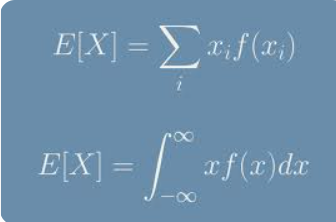 E[X] = ∑_i x_i f(x_i)
E[X] = ∫_{-∞}^{∞} x f(x) dx